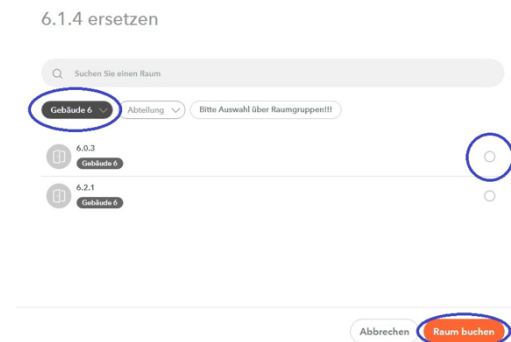 6.1.4 ersetzen
Suchen Sie einen Raum
Gebäude 6 Abteilung Bitte Auswahl über Raumgruppen!!!
6.0.3
Gebäude 6
6.2.1
Gebäude 6
Abbrechen Raum buchen